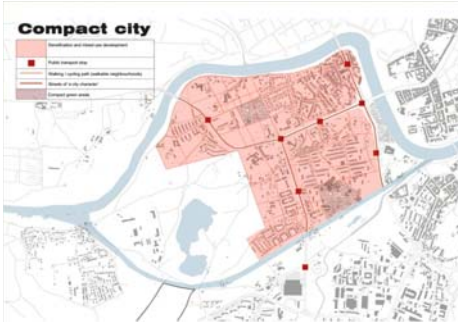 Compact city
Densification and mixed-use development
Public transport stop
Walking / cycling path (walkable neighbourhoods)
Streets of 'a city character'
Compact green areas